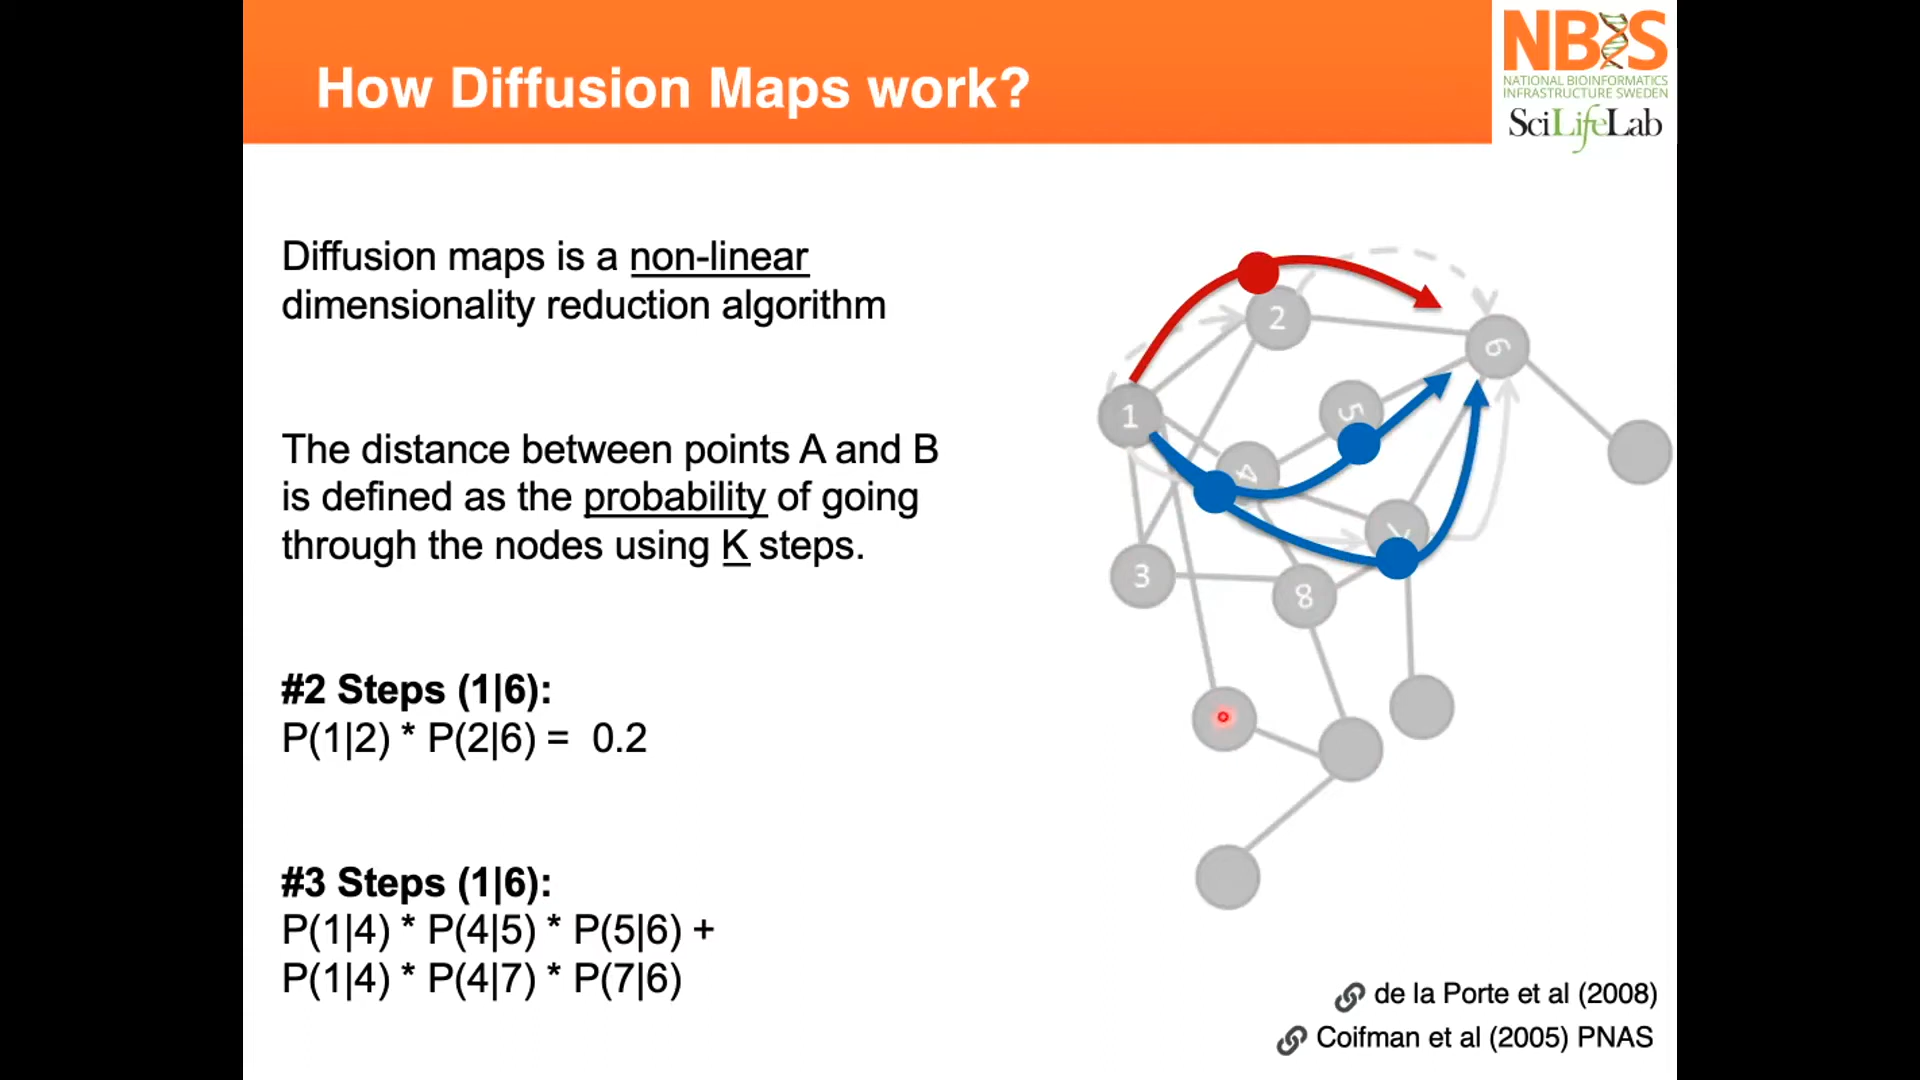 How Diffusion Maps work?
NBIS
NATIONAL BIOINFORMATICS
INFRASTRUCTURE SWEDEN
SciLifeLab
Diffusion maps is a non-linear
dimensionality reduction algorithm
The distance between points A and B
is defined as the probability of going
through the nodes using K steps.
#2 Steps (1|6):
P(1|2) * P(2|6) = 0.2
#3 Steps (1|6):
P(1|4) * P(4|5) * P(5|6) +
P(1|4) * P(4|7) * P(7|6)
2
6
1
5
4
7
3
8
de la Porte et al (2008)
Coifman et al (2005) PNAS